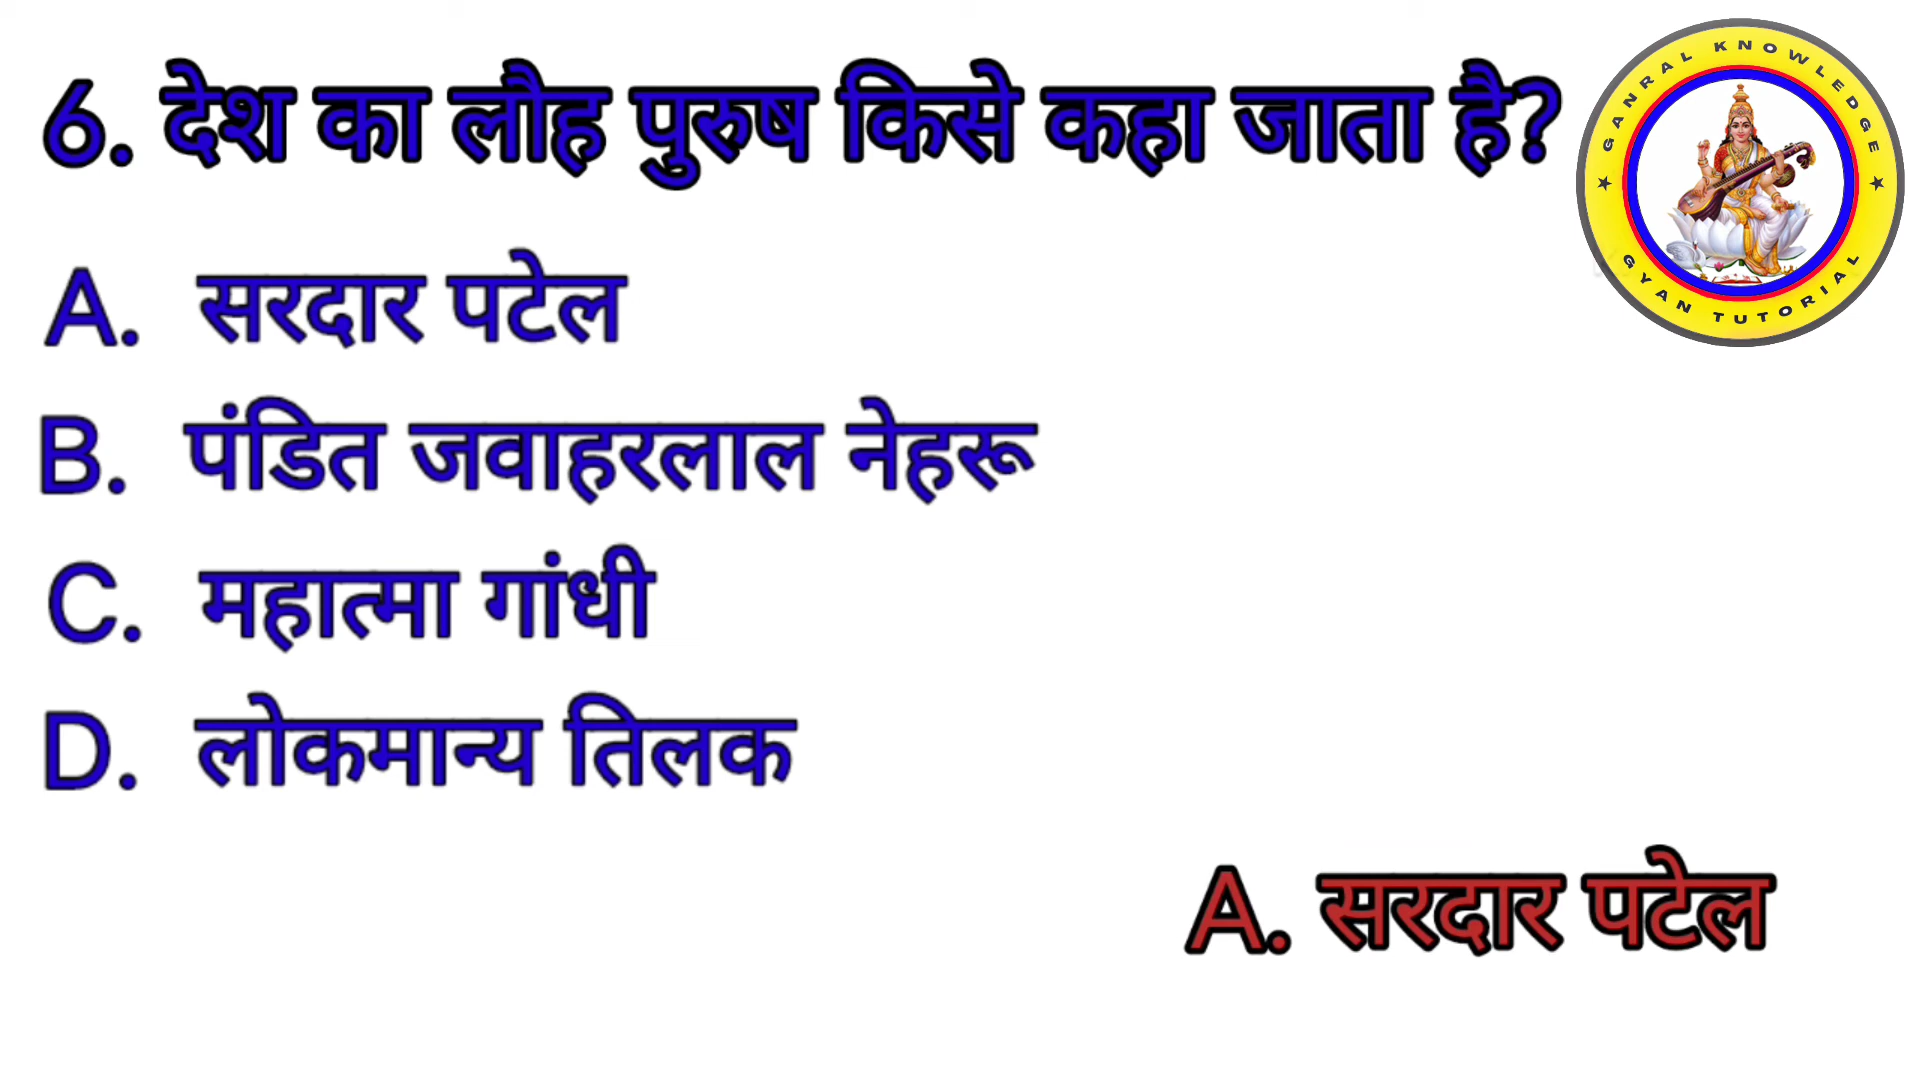 6. देश का लौह पुरुष किसे कहा जाता है?
GANRAL KNOWLEDGE
GYAN TUTORIAL
A. सरदार पटेल
B. पंडित जवाहरलाल नेहरू
C. महात्मा गांधी
D. लोकमान्य तिलक
A. सरदार पटेल